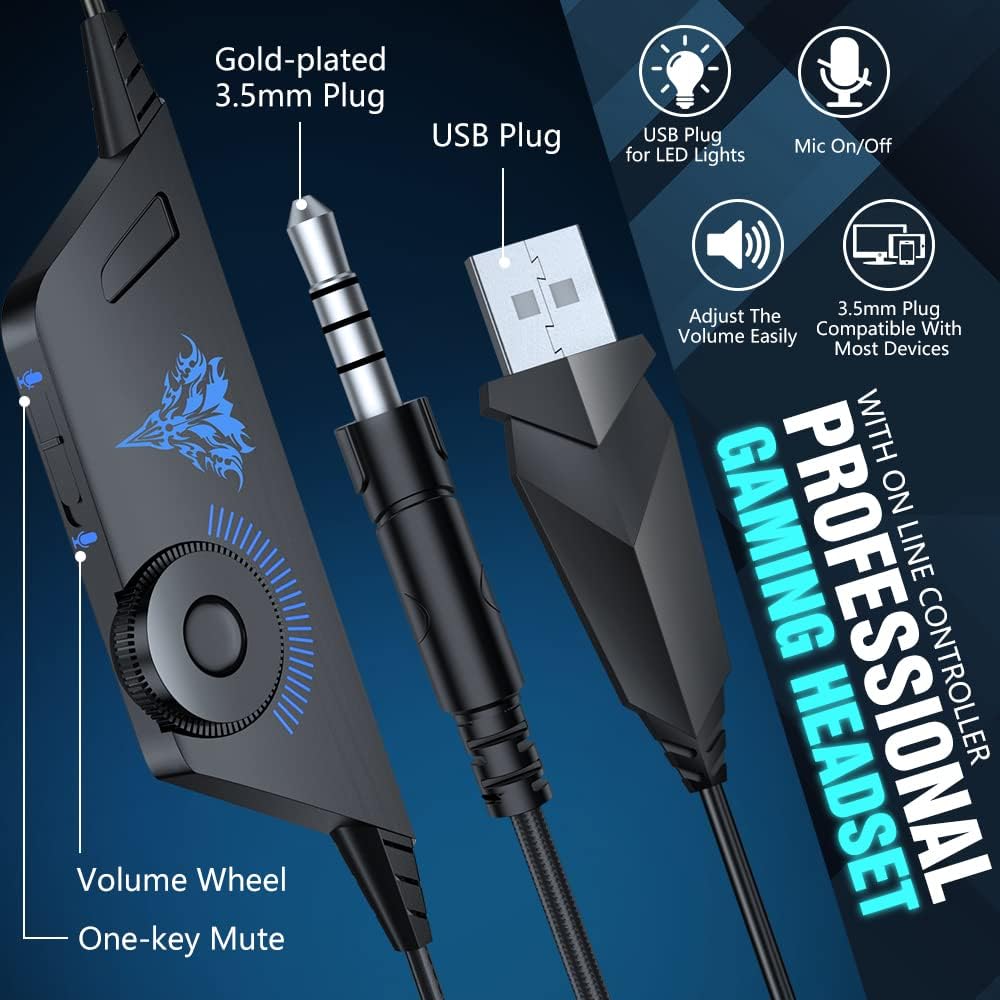 Gold-plated
3.5mm Plug
USB Plug
USB Plug
for LED Lights
Mic On/Off
Adjust The
Volume Easily
3.5mm Plug
Compatible With
Most Devices
WITH ON LINE CONTROLLER
PROFESSIONAL
GAMING HEADSET
Volume Wheel
One-key Mute